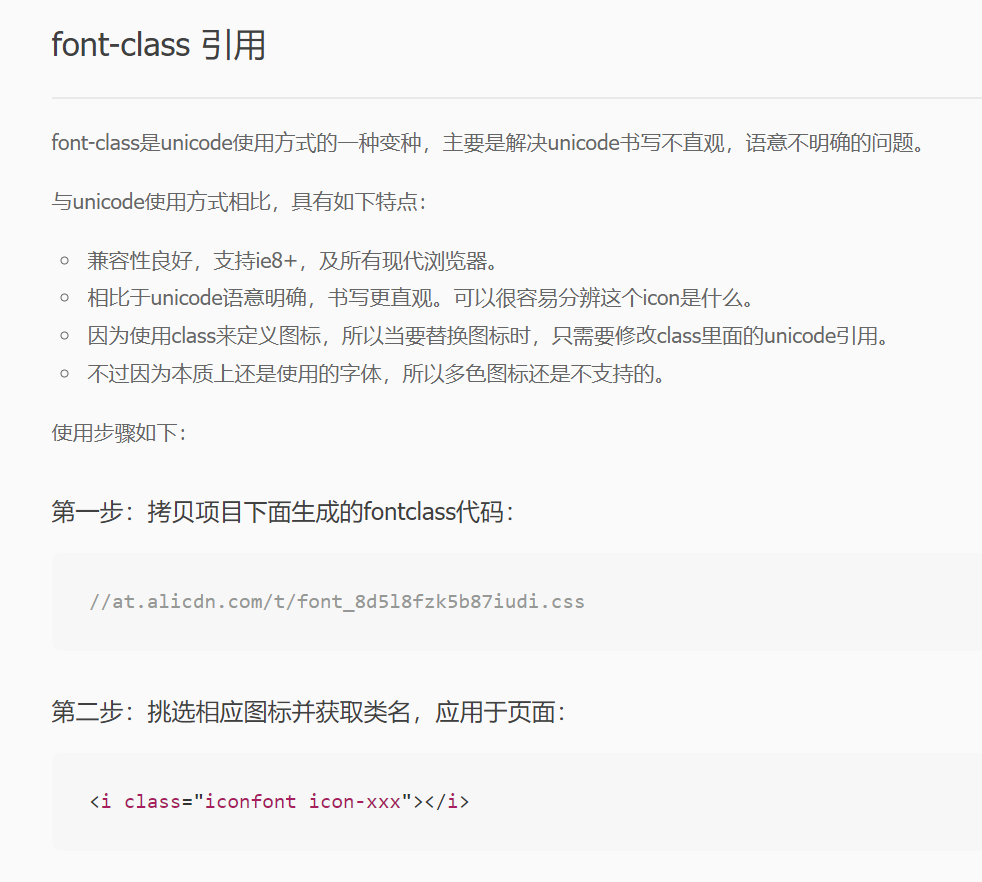 font-class 引用
font-class是unicode使用方式的一种变种，主要是解决unicode书写不直观，语意不明确的问题。
与unicode使用方式相比，具有如下特点：
兼容性良好，支持ie8+，及所有现代浏览器。
相比于unicode语意明确，书写更直观。可以很容易分辨这个icon是什么。
因为使用class来定义图标，所以当要替换图标时，只需要修改class里面的unicode引用。
不过因为本质上还是使用的字体，所以多色图标还是不支持的。
使用步骤如下：
第一步：拷贝项目下面生成的fontclass代码：
//at.alicdn.com/t/font_8d5l8fzk5b87iudi.css
第二步：挑选相应图标并获取类名，应用于页面：
<i class="iconfont icon-xxx"></i>